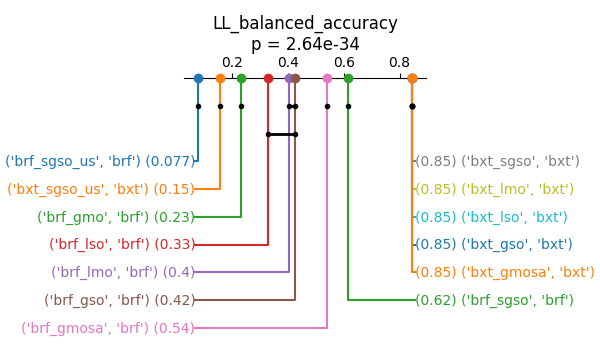 LL_balanced_accuracy
p = 2.64e-34
0.2 0.4 0.6 0.8
('brf_sgso_us', 'brf') (0.077)
('bxt_sgso_us', 'bxt') (0.15)
('brf_gmo', 'brf') (0.23)
('brf_lso', 'brf') (0.33)
('brf_lmo', 'brf') (0.4)
('brf_gso', 'brf') (0.42)
('brf_gmosa', 'brf') (0.54)
(0.85) ('bxt_sgso', 'bxt')
(0.85) ('bxt_lmo', 'bxt')
(0.85) ('bxt_lso', 'bxt')
(0.85) ('bxt_gso', 'bxt')
(0.85) ('bxt_gmosa', 'bxt')
(0.62) ('brf_sgso', 'brf')